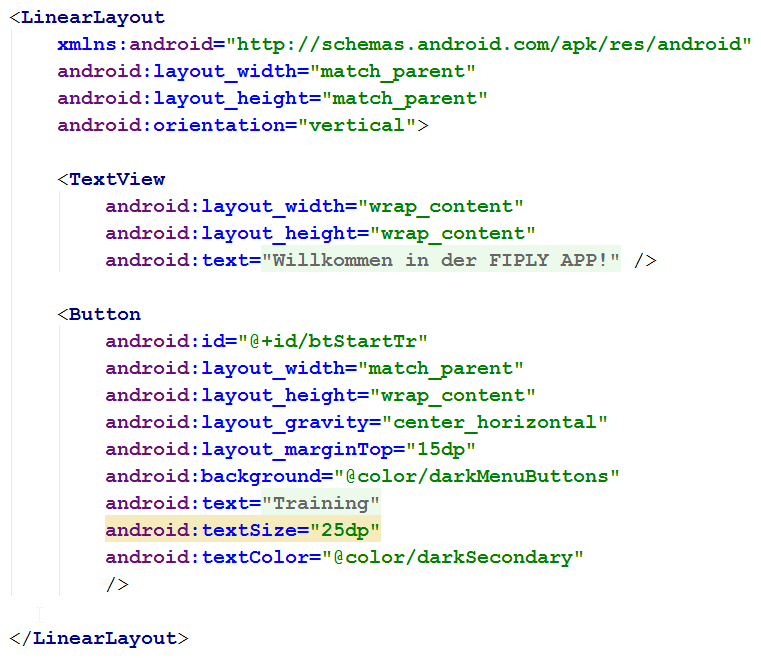 <LinearLayout
    xmlns:android="http://schemas.android.com/apk/res/android"
    android:layout_width="match_parent"
    android:layout_height="match_parent"
    android:orientation="vertical">

    <TextView
        android:layout_width="wrap_content"
        android:layout_height="wrap_content"
        android:text="Willkommen in der FIPLY APP!" />

    <Button
        android:id="@+id/btStartTr"
        android:layout_width="match_parent"
        android:layout_height="wrap_content"
        android:layout_gravity="center_horizontal"
        android:layout_marginTop="15dp"
        android:background="@color/darkMenuButtons"
        android:text="Training"
        android:textSize="25dp"
        android:textColor="@color/darkSecondary"
        />

</LinearLayout>